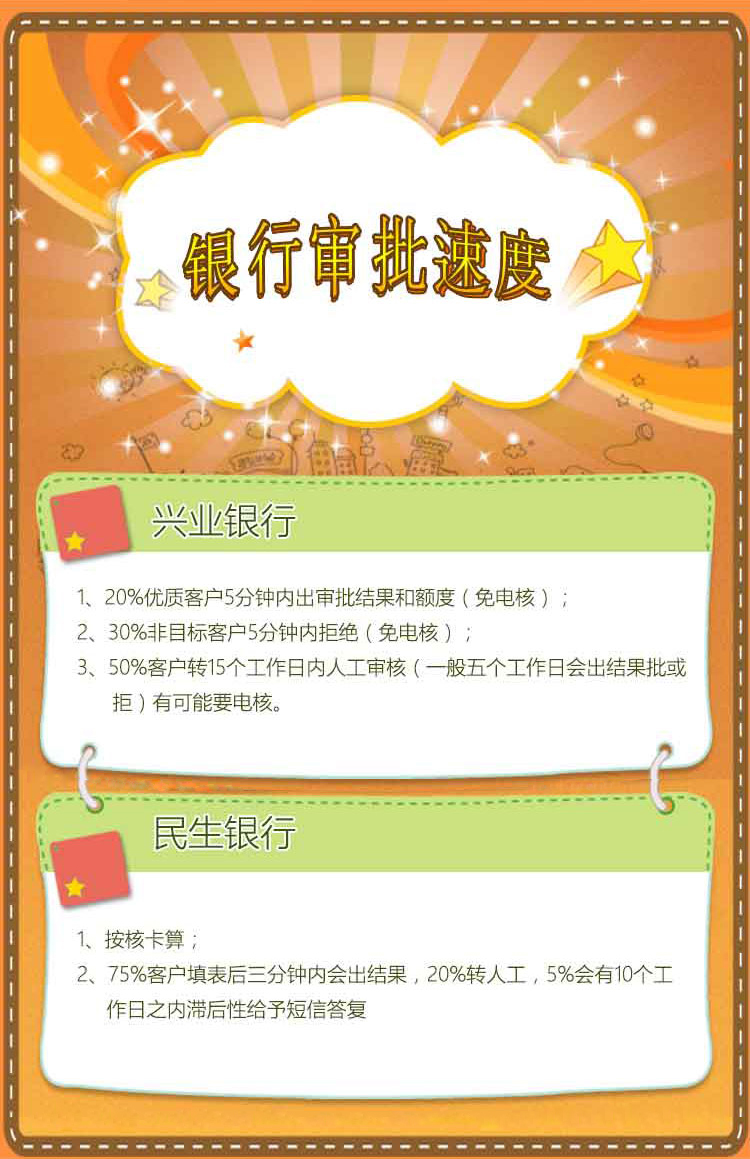 银行审批速度
兴业银行
1、20%优质客户5分钟内出审批结果和额度（免电核）；
2、30%非目标客户5分钟内拒绝（免电核）；
3、50%客户转15个工作日内人工审核（一般五个工作日会出结果批或
拒）有可能要电核。
民生银行
1、按核卡算；
2、75%客户填表后三分钟内会出结果，20%转人工，5%会有10个工
作日之内滞后性给予短信答复